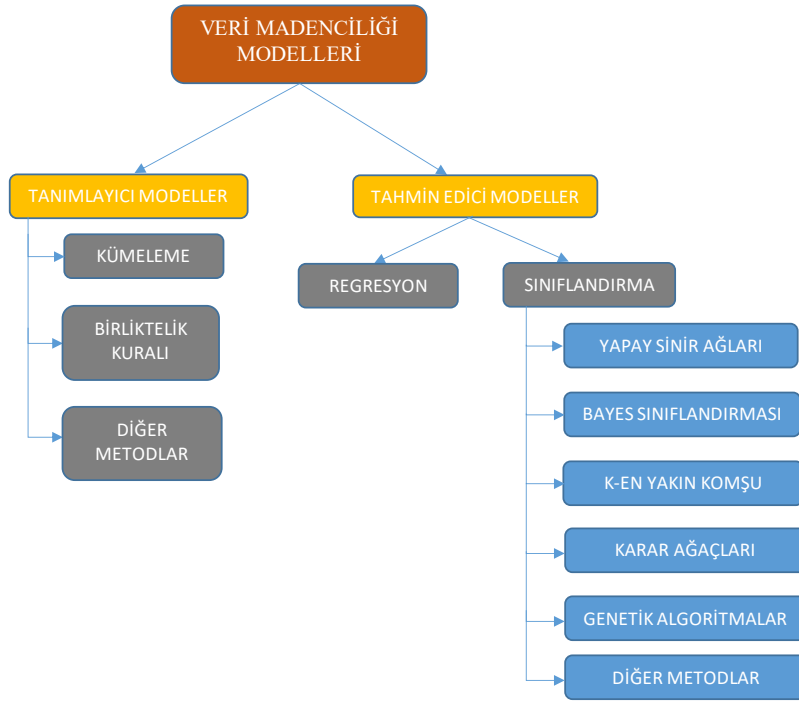 VERİ MADENCİLİĞİ
MODELLERİ
TANIMLAYICI MODELLER
TAHMİN EDİCİ MODELLER
KÜMELEME
BİRLİKTELİK
KURALI
DİĞER
METODLAR
REGRESYON
SINIFLANDIRMA
YAPAY SİNİR AĞLARI
BAYES SINIFLANDIRMASI
K-EN YAKIN KOMŞU
KARAR AĞAÇLARI
GENETİK ALGORİTMALAR
DİĞER METODLAR